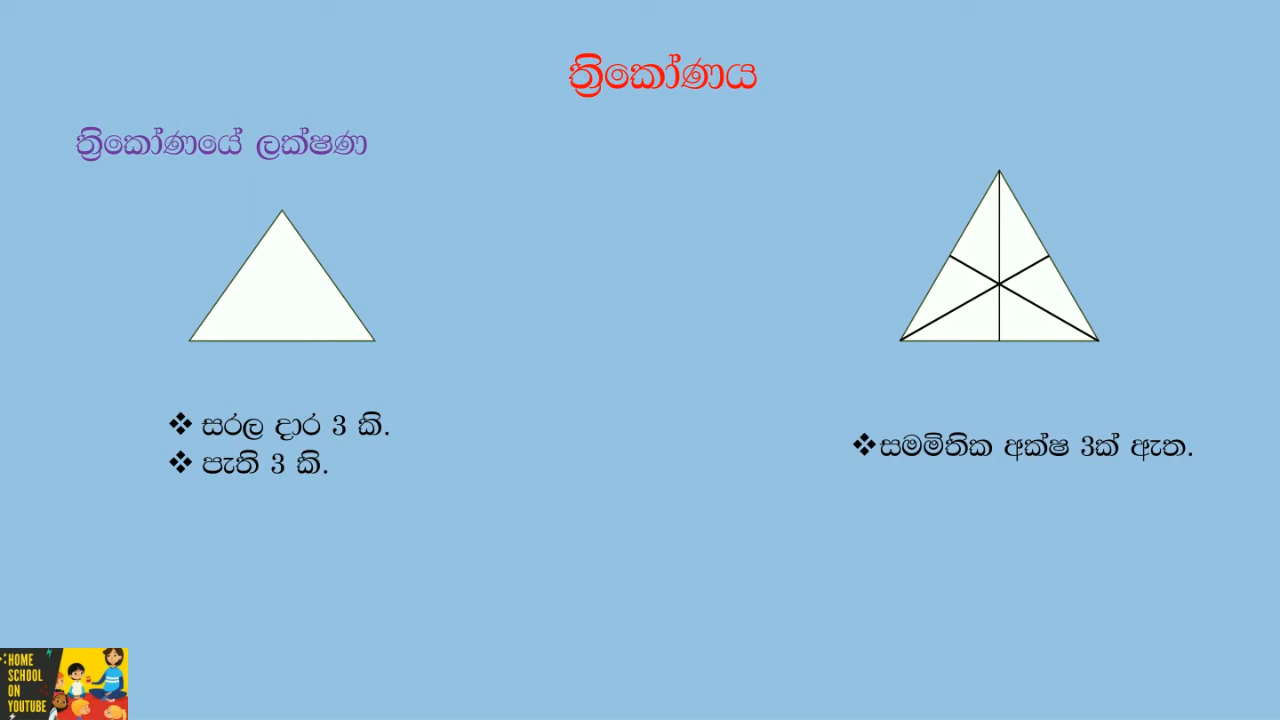 ත්‍රිකෝණය
ත්‍රිකෝණයේ ලක්ෂණ
❖ සරල දාර 3 කි.
❖ පැති 3 කි.
❖සමමිතික අක්ෂ 3ක් ඇත.
HOME
SCHOOL
ON
YOUTUBE